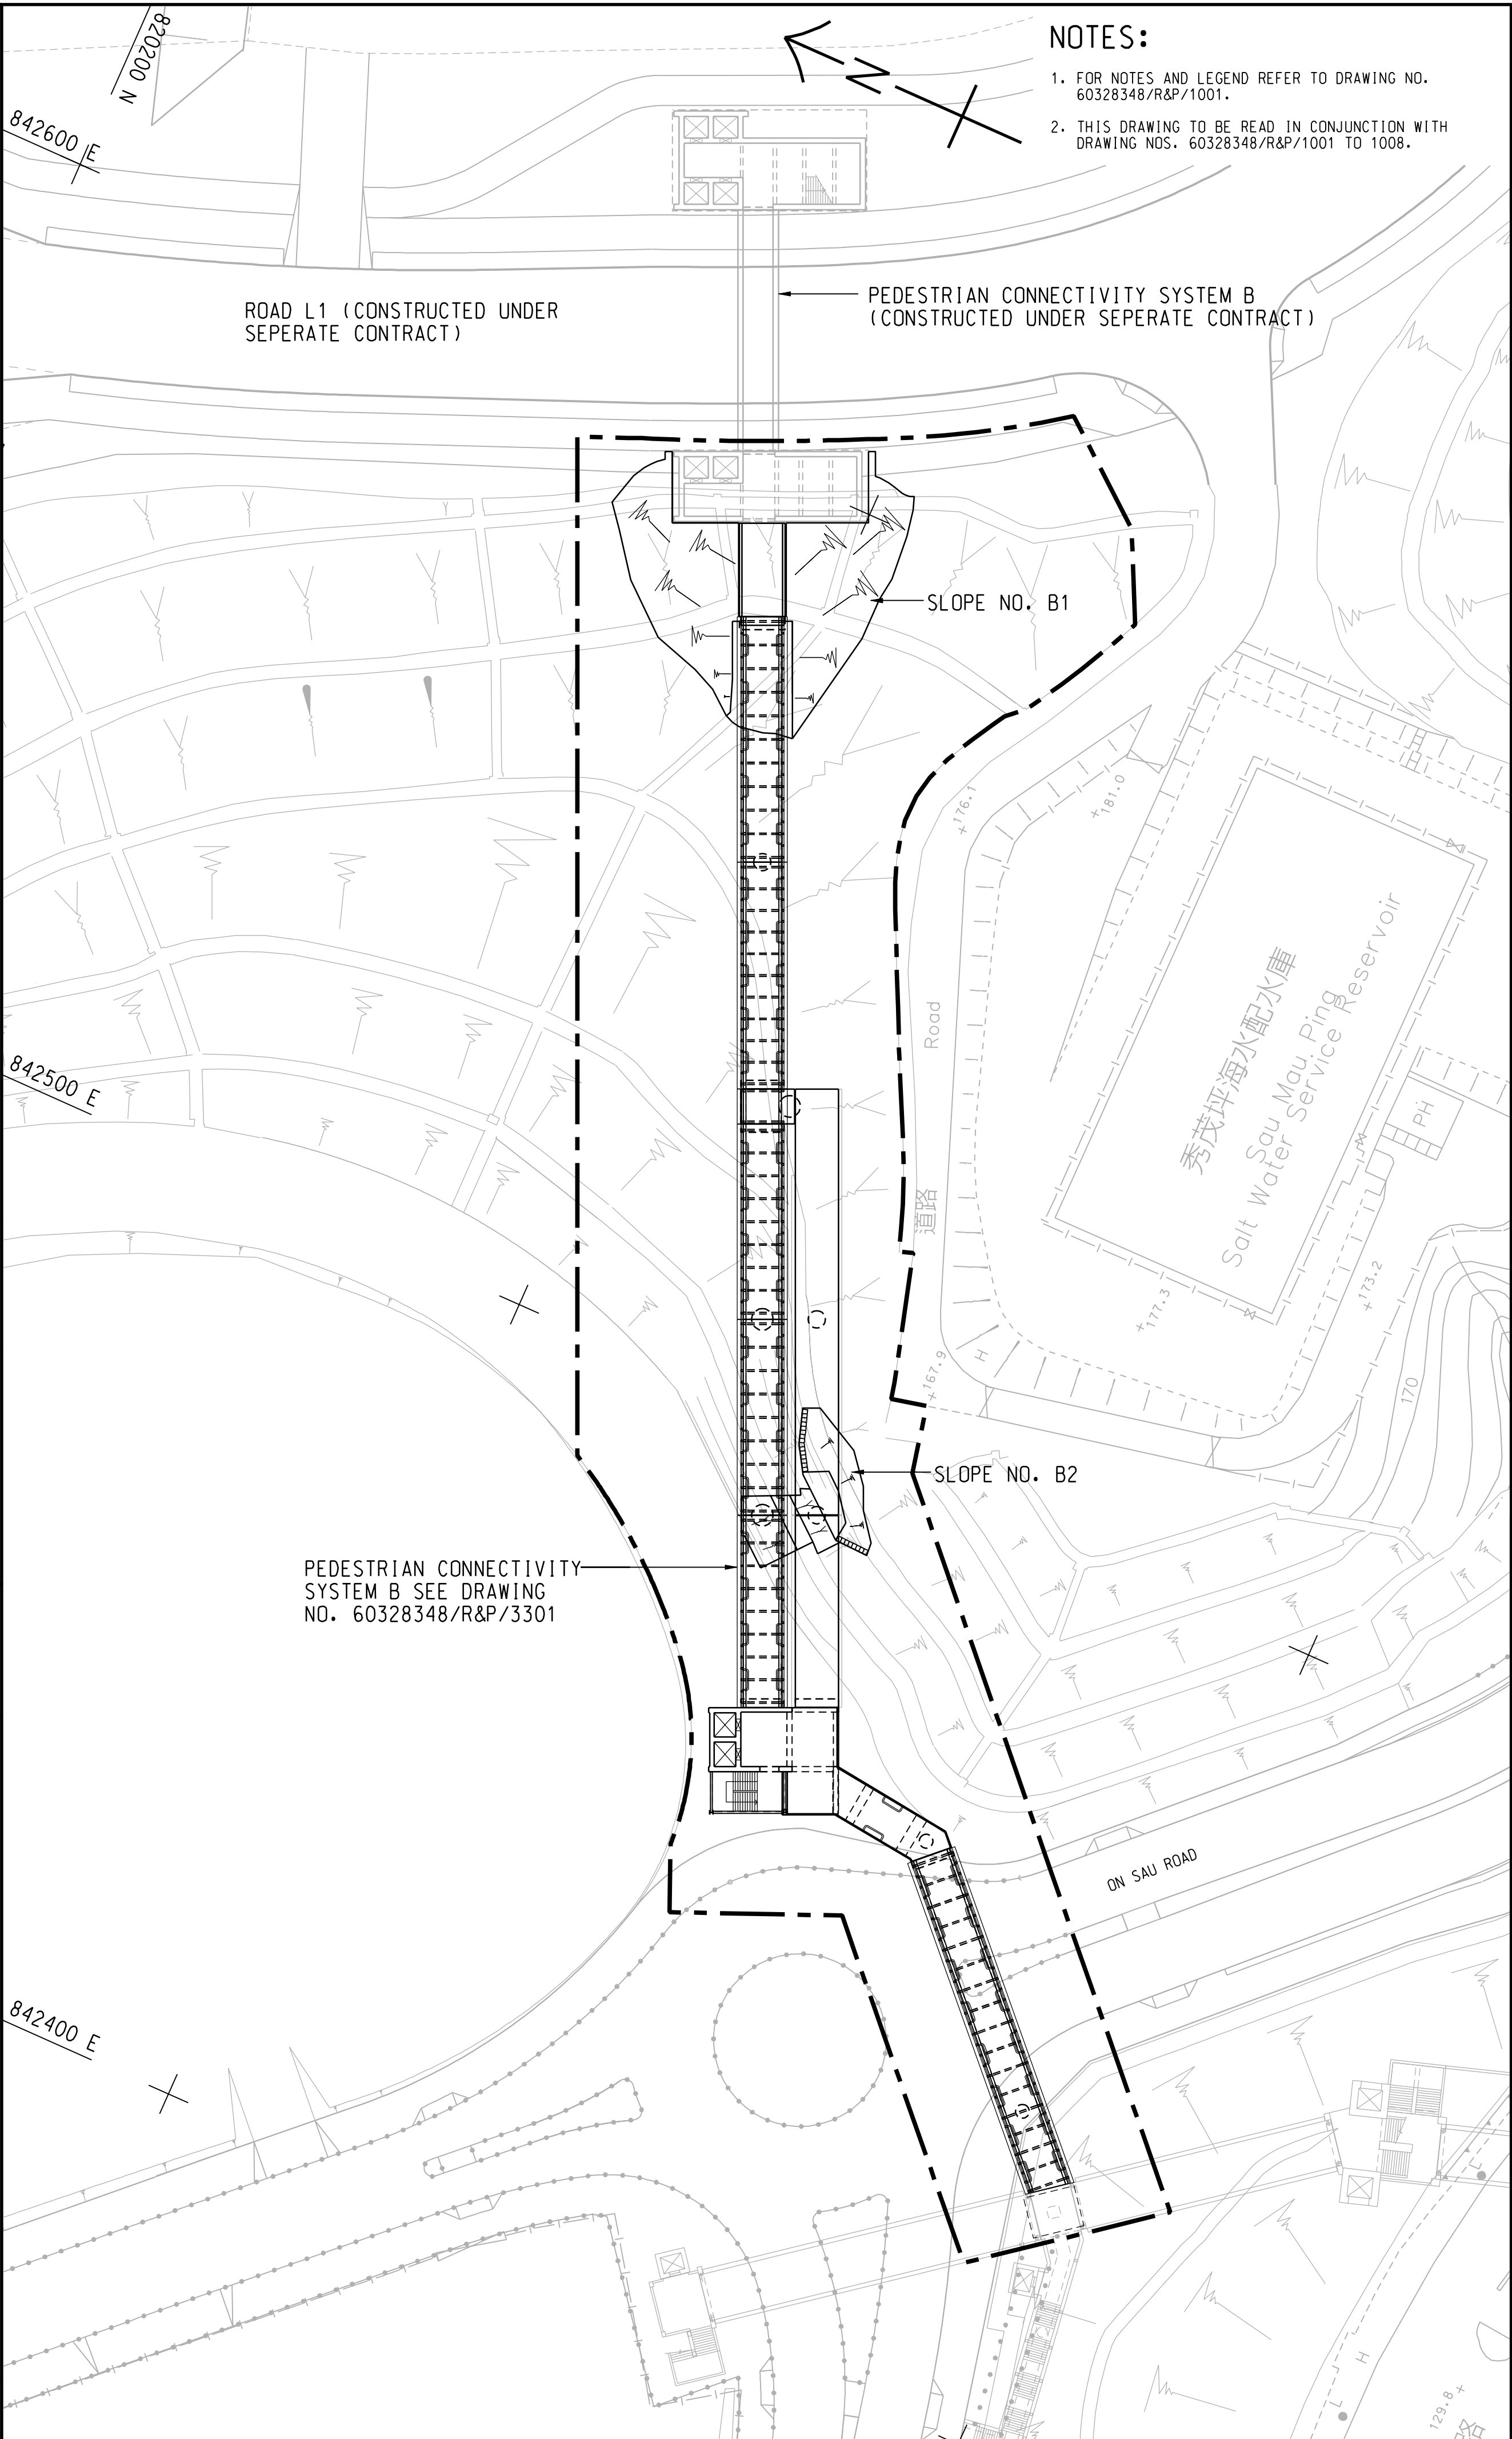 820200 N
842600 E
NOTES:
1. FOR NOTES AND LEGEND REFER TO DRAWING NO.
60328348/R&P/1001.
2. THIS DRAWING TO BE READ IN CONJUNCTION WITH
DRAWING NOS. 60328348/R&P/1001 TO 1008.
ROAD L1 (CONSTRUCTED UNDER
SEPERATE CONTRACT)
PEDESTRIAN CONNECTIVITY SYSTEM B
(CONSTRUCTED UNDER SEPERATE CONTRACT)
SLOPE NO. B1
+176.1
+181.0
842500 E
Road
道路
秀茂坪海水配水庫
Sau Mau Ping
Salt Water Service Reservoir
PH
+177.3
+173.2
+167.9
H
170
SLOPE NO. B2
PEDESTRIAN CONNECTIVITY
SYSTEM B SEE DRAWING
NO. 60328348/R&P/3301
ON SAU ROAD
842400 E
L
H
L
129.8 +
路